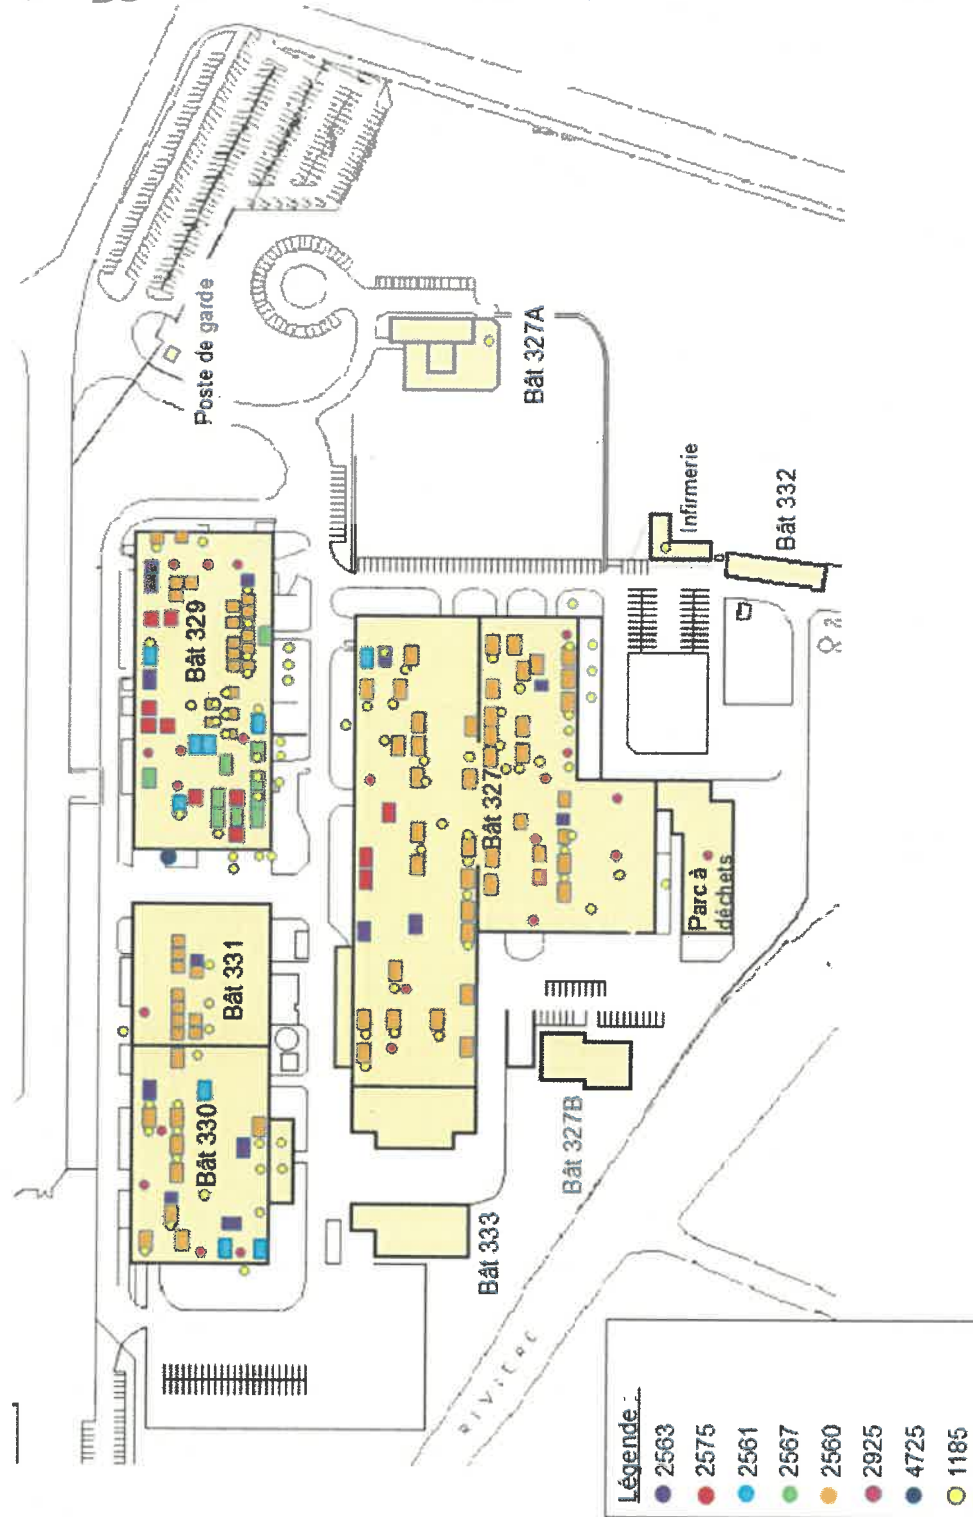 Poste de garde
Bât 327A
Bât 329
Infirmerie
Bât 332
Bât 327
Parc à
déchets
Bât 331
Bât 330
Bât 327B
Bât 333
RIVIERE
Légende :
2563
2575
2561
2567
2560
2925
4725
1185